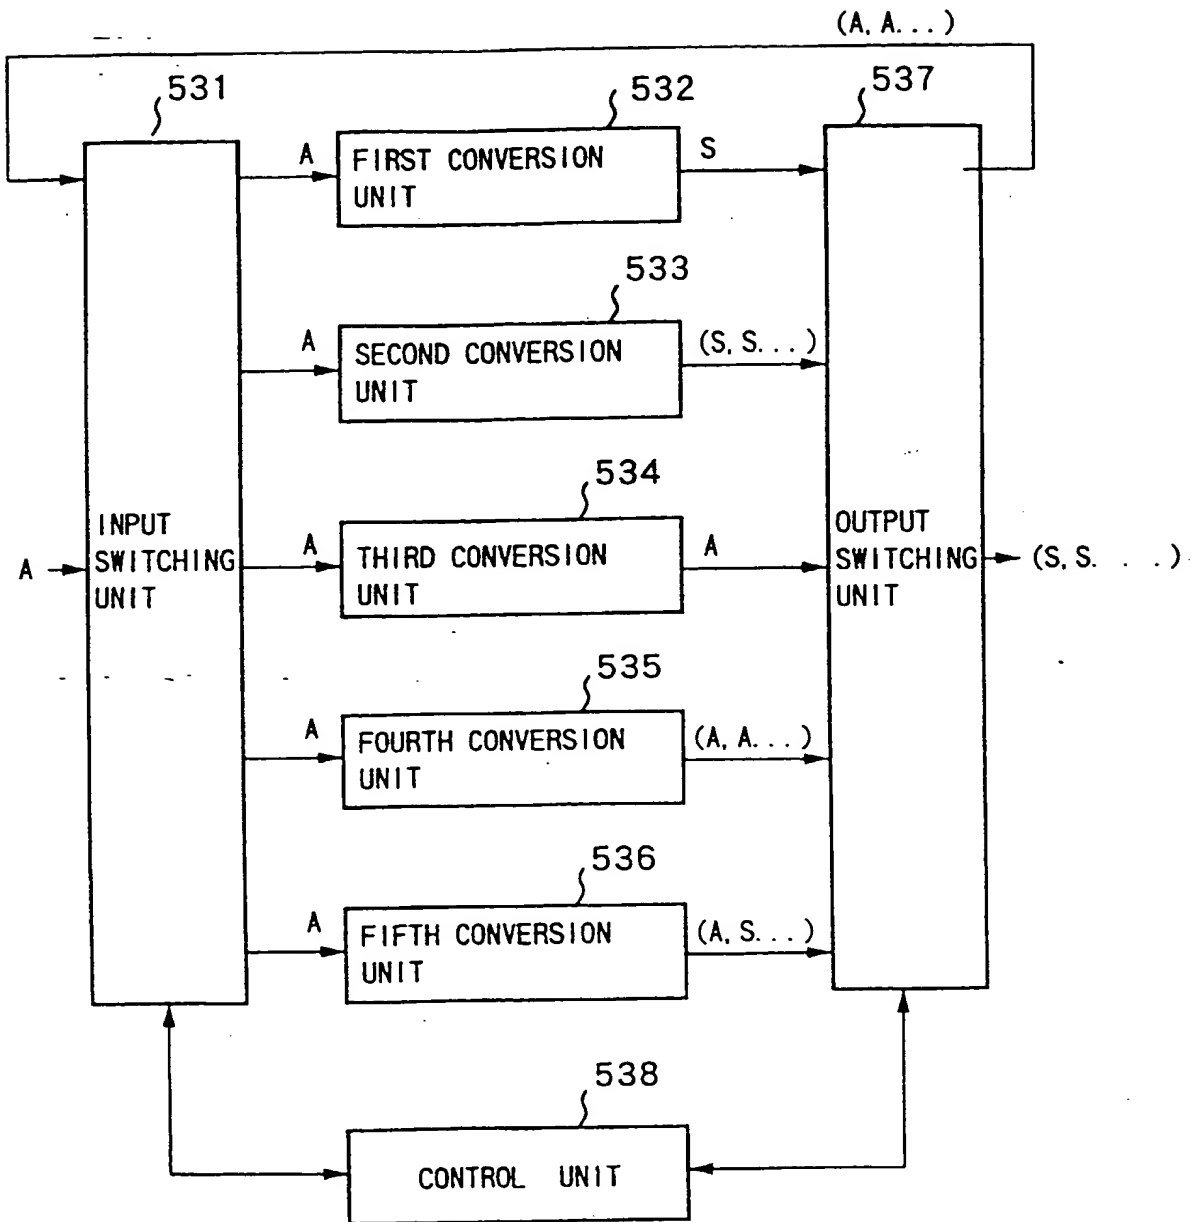 (A, A...)
531
532
537
A
FIRST CONVERSION
UNIT
S
533
A
SECOND CONVERSION
UNIT
(S, S...)
534
A
INPUT
SWITCHING
UNIT
A
THIRD CONVERSION
UNIT
A
OUTPUT
SWITCHING
UNIT
(S, S. . . .)
535
A
FOURTH CONVERSION
UNIT
(A, A...)
536
A
FIFTH CONVERSION
UNIT
(A, S...)
538
CONTROL UNIT